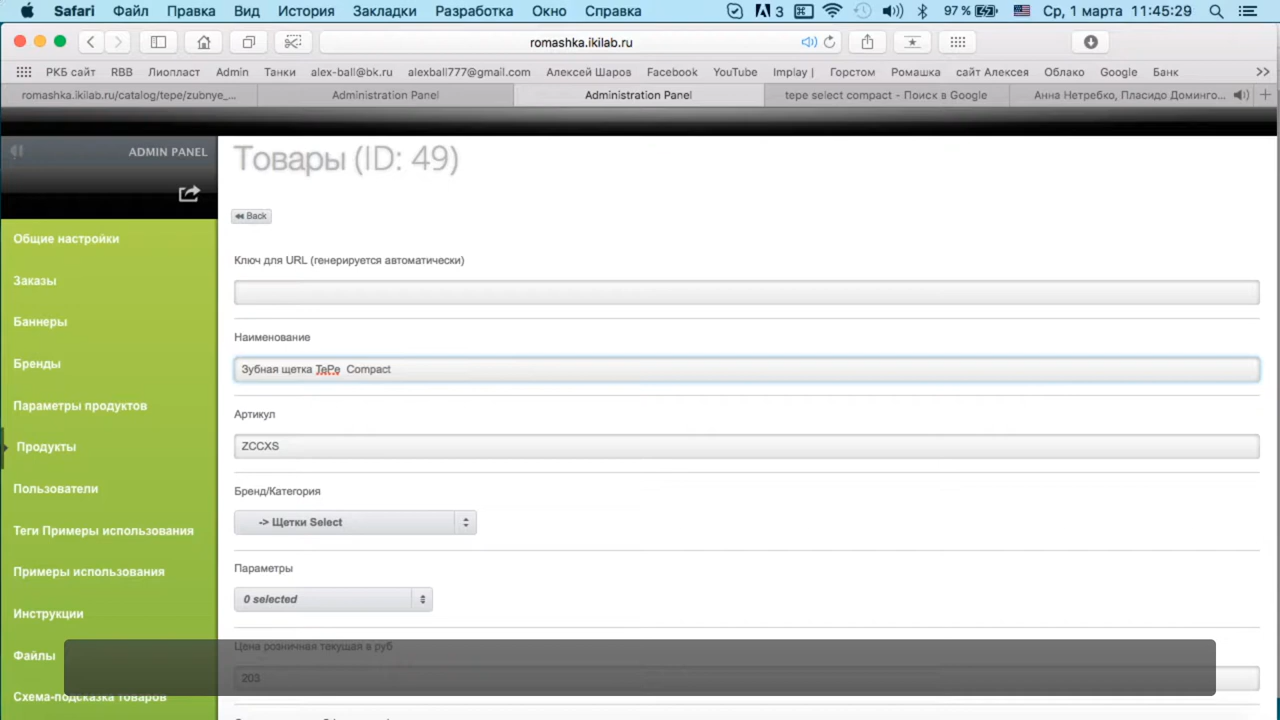 Safari Файл Правка Вид История Закладки Разработка Окно Справка 3 97 % Ср, 1 марта 11:45:29
romashka.ikilab.ru
РКБ сайт RBB Лиопласт Admin Танки alex-ball@bk.ru alexball777@gmail.com Алексей Шаров Facebook YouTube Implay | Горстом Ромашка сайт Алексея Облако Google Банк
romashka.ikilab.ru/catalog/tepe/zubnye_... Administration Panel Administration Panel tepe select compact - Поиск в Google Анна Нетребко, Пласидо Доминго...
ADMIN PANEL
Товары (ID: 49)
Back
Общие настройки
Ключ для URL (генерируется автоматически)
Заказы
Баннеры
Наименование
Бренды
Зубная щетка TePe Compact
Параметры продуктов
Артикул
Продукты
ZCCXS
Пользователи
Бренд/Категория
Теги Примеры использования
-> Щетки Select
Примеры использования
Параметры
0 selected
Инструкции
Цена розничная текущая в руб
Файлы
203
Схема-подсказка товаров